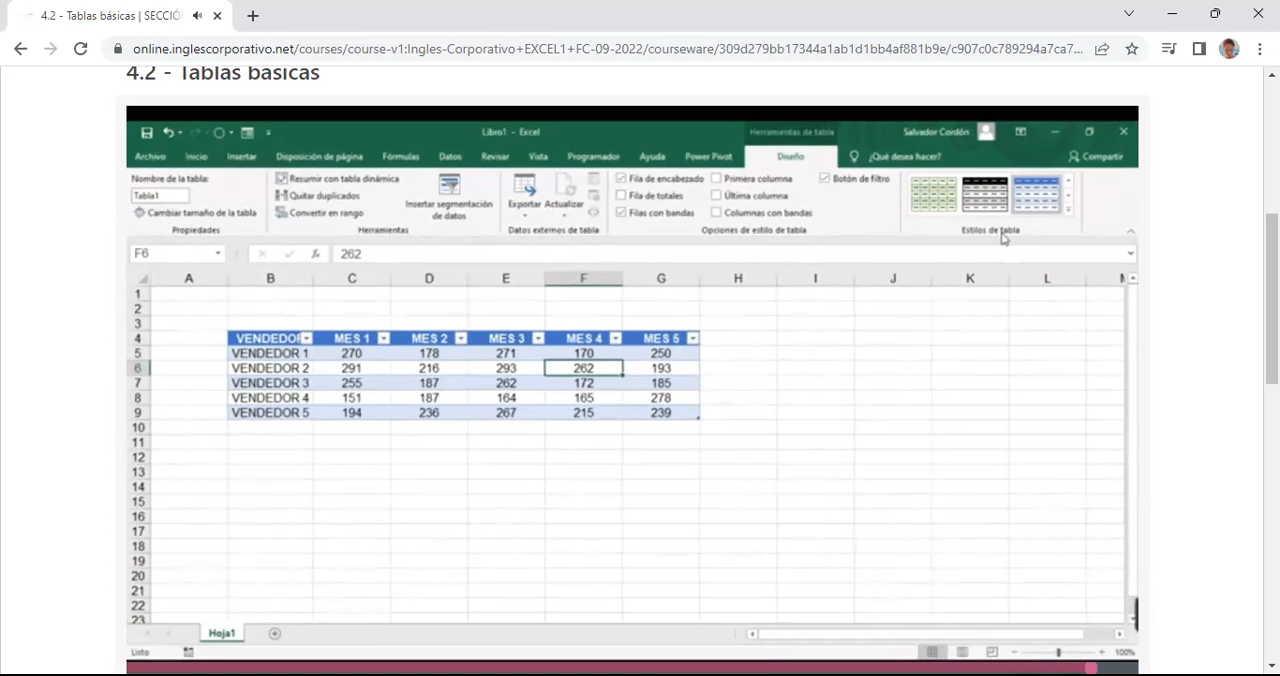 4.2 - Tablas básicas | SECCIÓ
online.inglescorporativo.net/courses/course-v1:Ingles-Corporativo+EXCEL1+FC-09-2022/courseware/309d279bb17344a1ab1d1bb4af881b9e/c907c0c789294a7ca7...
4.2 - Tablas básicas
Libro1 - Excel
Herramientas de tabla
Salvador Cordón
Archivo Inicio Insertar Disposición de página Fórmulas Datos Revisar Vista Programador Ayuda Power Pivot Diseño ¿Qué desea hacer? Compartir
Nombre de la tabla:
Tabla1
Cambiar tamaño de la tabla
Propiedades
Resumir con tabla dinámica
Quitar duplicados
Convertir en rango
Insertar segmentación
de datos
Herramientas
Exportar Actualizar
Datos externos de tabla
Fila de encabezado Primera columna Botón de filtro
Fila de totales Última columna
Filas con bandas Columnas con bandas
Opciones de estilo de tabla
Estilos de tabla
F6 fx 262
A B C D E F G H I J K L M
1
2
3
4 VENDEDOR MES 1 MES 2 MES 3 MES 4 MES 5
5 VENDEDOR 1 270 178 271 170 250
6 VENDEDOR 2 291 216 293 262 193
7 VENDEDOR 3 255 187 262 172 185
8 VENDEDOR 4 151 187 164 165 278
9 VENDEDOR 5 194 236 267 215 239
10
11
12
13
14
15
16
17
18
19
20
21
22
23
Hoja1
Listo
100%